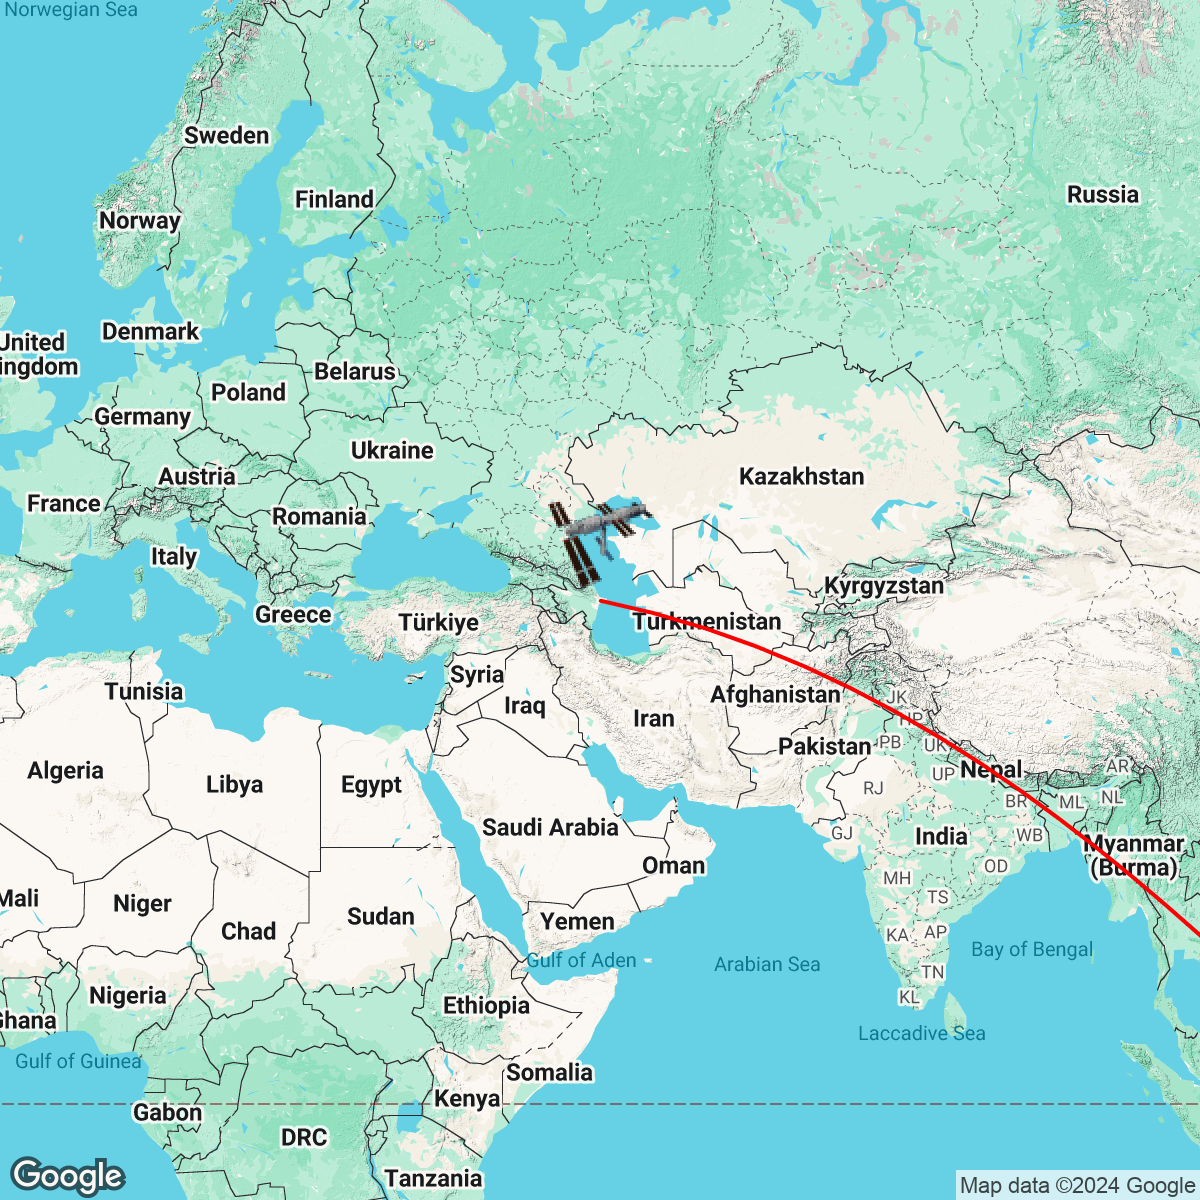 Norwegian Sea
Sweden
Finland
Norway
Russia
Denmark
United
ingdom
Belarus
Poland
Germany
Ukraine
Austria
Kazakhstan
France
Romania
Italy
Kyrgyzstan
Greece
Türkiye
Turkmenistan
Syria
Tunisia
Afghanistan
JK
Iraq
Iran
HP
Pakistan
PB
UK
Algeria
Libya
Egypt
UP
Nepal
AR
RJ
BR
ML
NL
Saudi Arabia
GJ
India
WB
Myanmar
(Burma)
Oman
OD
MH
Mali
Niger
TS
Sudan
Yemen
Chad
KA
AP
Bay of Bengal
Gulf of Aden
Arabian Sea
TN
Nigeria
KL
Ethiopia
Ghana
Laccadive Sea
Gulf of Guinea
Somalia
Kenya
Gabon
DRC
Tanzania
Google
Map data ©2024 Google